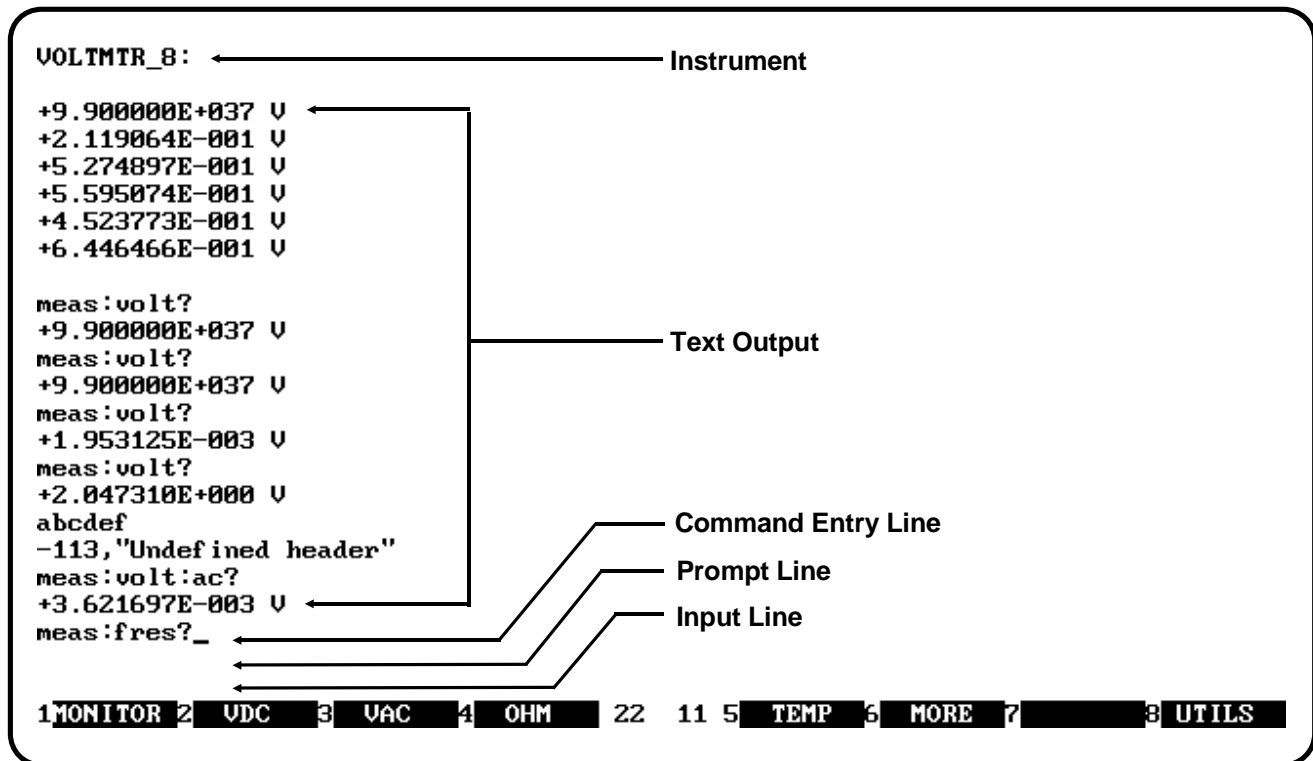 VOLTMTR_8:
Instrument
+9.900000E+037 V
+2.119064E-001 V
+5.274897E-001 V
+5.595074E-001 V
+4.523773E-001 V
+6.446466E-001 V
meas:volt?
+9.900000E+037 V
Text Output
meas:volt?
+9.900000E+037 V
meas:volt?
+1.953125E-003 V
meas:volt?
+2.047310E+000 V
abcdef
Command Entry Line
-113,"Undefined header"
meas:volt:ac?
Prompt Line
+3.621697E-003 V
Input Line
meas:fres?_
1MONITOR 2 VDC 3 VAC 4 OHM 22 11 5 TEMP 6 MORE 7 8 UTILS